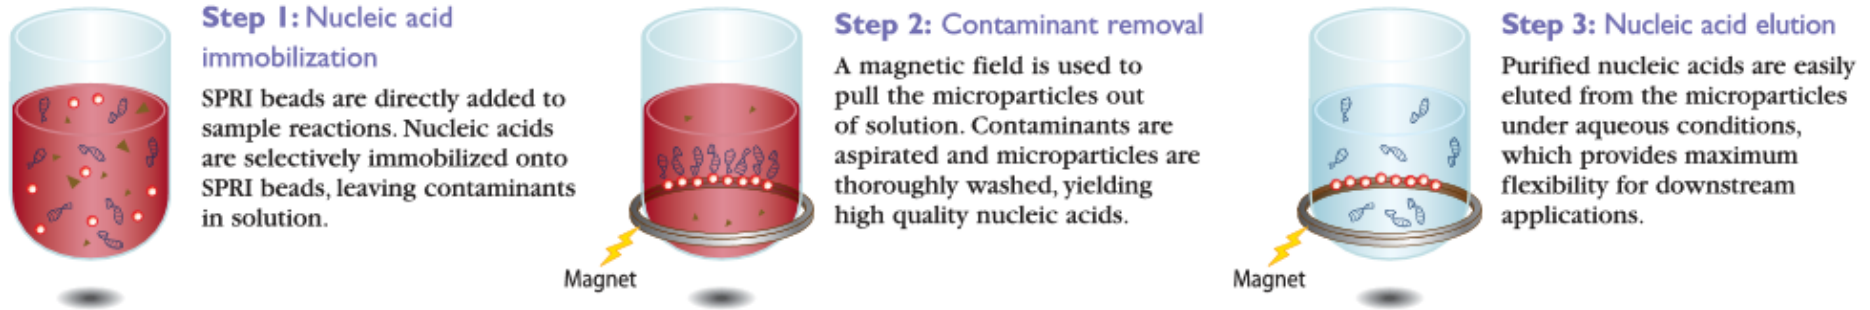 Step 1: Nucleic acid
immobilization
SPRI beads are directly added to
sample reactions. Nucleic acids
are selectively immobilized onto
SPRI beads, leaving contaminants
in solution.
Step 2: Contaminant removal
A magnetic field is used to
pull the microparticles out
of solution. Contaminants are
aspirated and microparticles are
thoroughly washed, yielding
high quality nucleic acids.
Magnet
Step 3: Nucleic acid elution
Purified nucleic acids are easily
eluted from the microparticles
under aqueous conditions,
which provides maximum
flexibility for downstream
applications.
Magnet